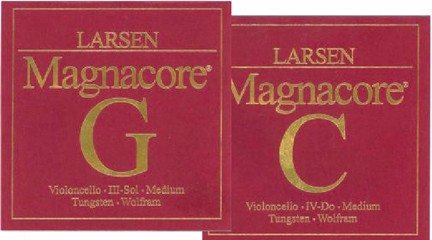 LARSEN
Magnacore®
G
Violoncello · III-Sol · Medium
Tungsten · Wolfram
LARSEN
Magnacore®
C
Violoncello · IV-Do · Medium
Tungsten · Wolfram